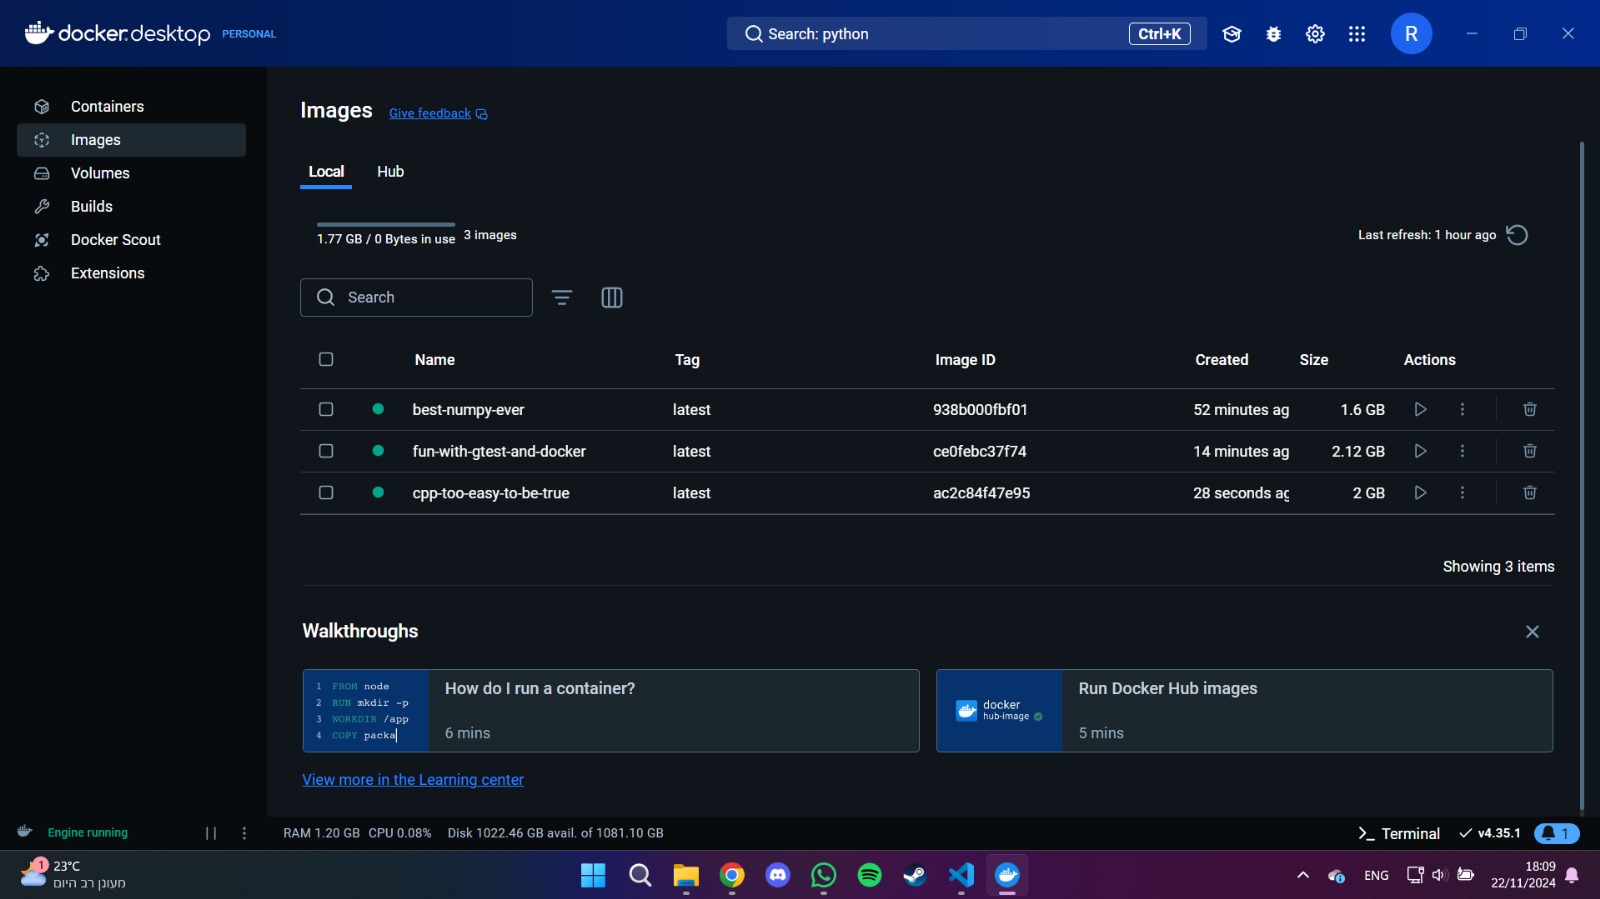 docker.desktop PERSONAL
Search: python Ctrl+K
R
Containers
Images
Volumes
Builds
Docker Scout
Extensions
Images Give feedback
Local Hub
1.77 GB / 0 Bytes in use 3 images
Last refresh: 1 hour ago
Search
Name Tag Image ID Created Size Actions
best-numpy-ever latest 938b000fbf01 52 minutes ag 1.6 GB
fun-with-gtest-and-docker latest ce0febc37f74 14 minutes ag 2.12 GB
cpp-too-easy-to-be-true latest ac2c84f47e95 28 seconds ag 2 GB
Showing 3 items
Walkthroughs
1 FROM node
2 RUN mkdir -p
3 WORKDIR /app
4 COPY packa
How do I run a container?
6 mins
docker
hub-image
Run Docker Hub images
5 mins
View more in the Learning center
Engine running
RAM 1.20 GB CPU 0.08% Disk 1022.46 GB avail. of 1081.10 GB
Terminal v4.35.1 1
1 23°C
מעונן רב היום
ENG
18:09
22/11/2024